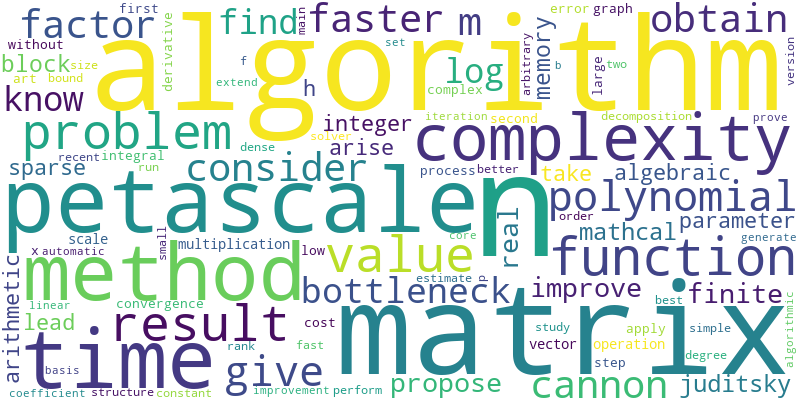 first
main
error graph
factor
find
faster
m
obtain
without
derivative
f
set
arbitrary
b
two
version
block
algorithm
log
memory
large
size
art bound
extend
complex
know
h
integer
iteration
second
decomposition
prove
problem
solver
complexity
recent
integral
dense
arise
run
sparse
consider
process
better
take
algebraic
petascale
n
polynomial
order
parameter
scale
real
mathcal
generate
x
automatic
small
multiplication
low
core
function
arithmetic
method
value
estimate
p
bottleneck
improve
finite
linear
convergence
lead
result
cost
matrix
best
study
apply
simple
time
rank
fast
vector
operation
algorithmic
step
degree
basis
give
propose
cannon
juditsky
coefficient
structure
constant
improvement
perform